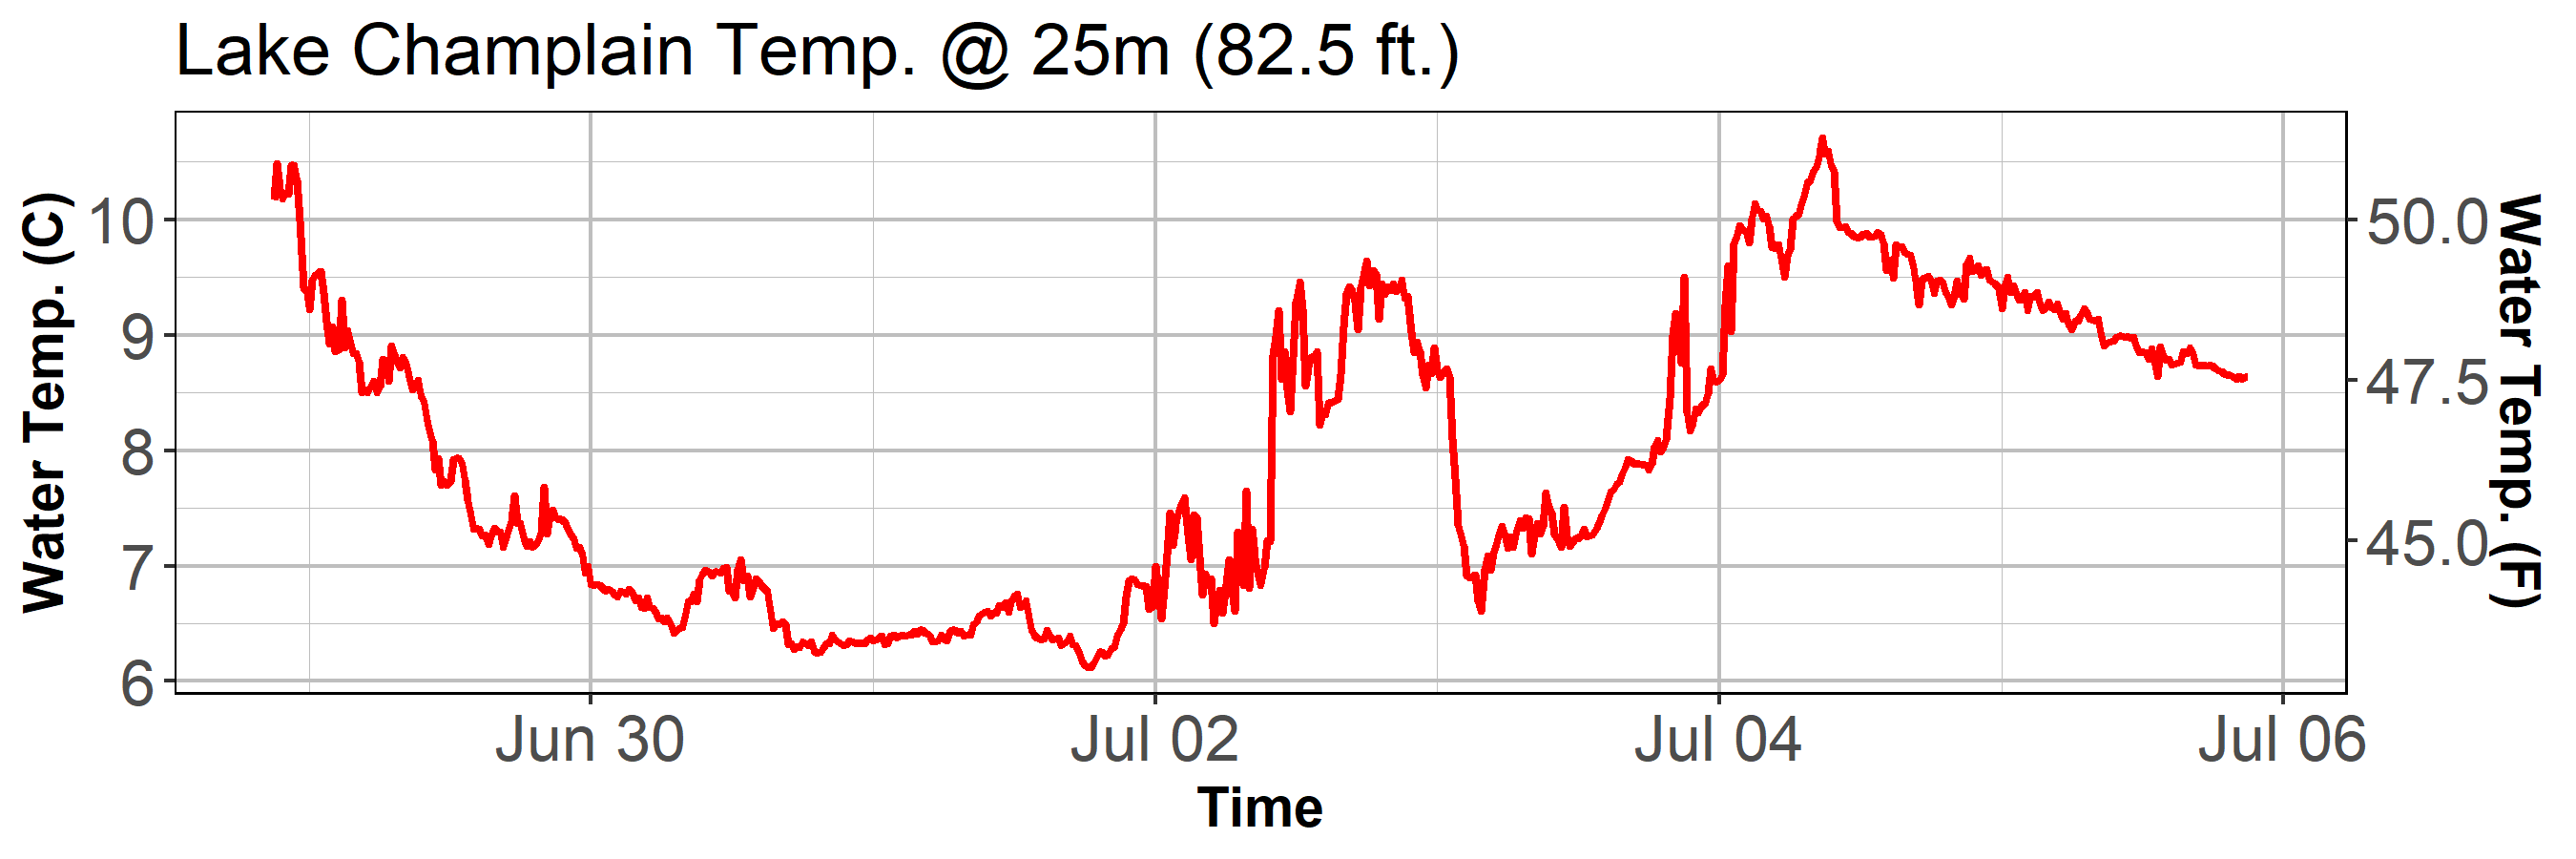 Lake Champlain Temp. @ 25m (82.5 ft.)
Water Temp. (C)
10
9
8
7
6
50.0
47.5
45.0
Water Temp. (F)
Jun 30
Jul 02
Jul 04
Jul 06
Time